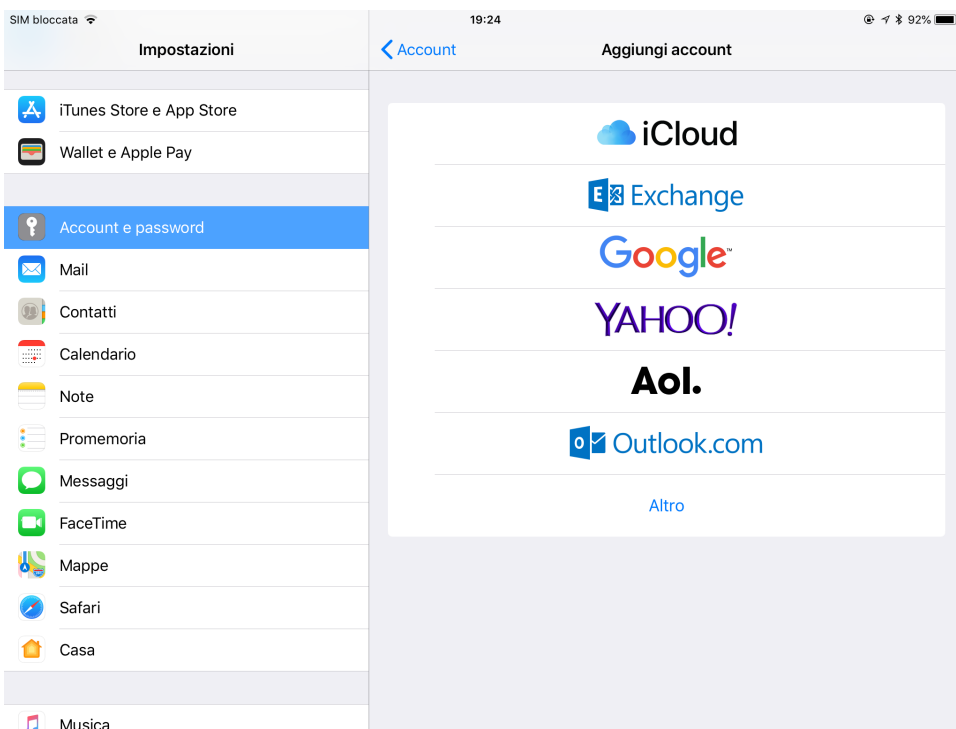 SIM bloccata 19:24 92%
Impostazioni
Account Aggiungi account
iTunes Store e App Store
Wallet e Apple Pay
Account e password
Mail
Contatti
Calendario
Note
Promemoria
Messaggi
FaceTime
Mappe
Safari
Casa
Musica
iCloud
E Exchange
Google™
YAHOO!
Aol.
o Outlook.com
Altro